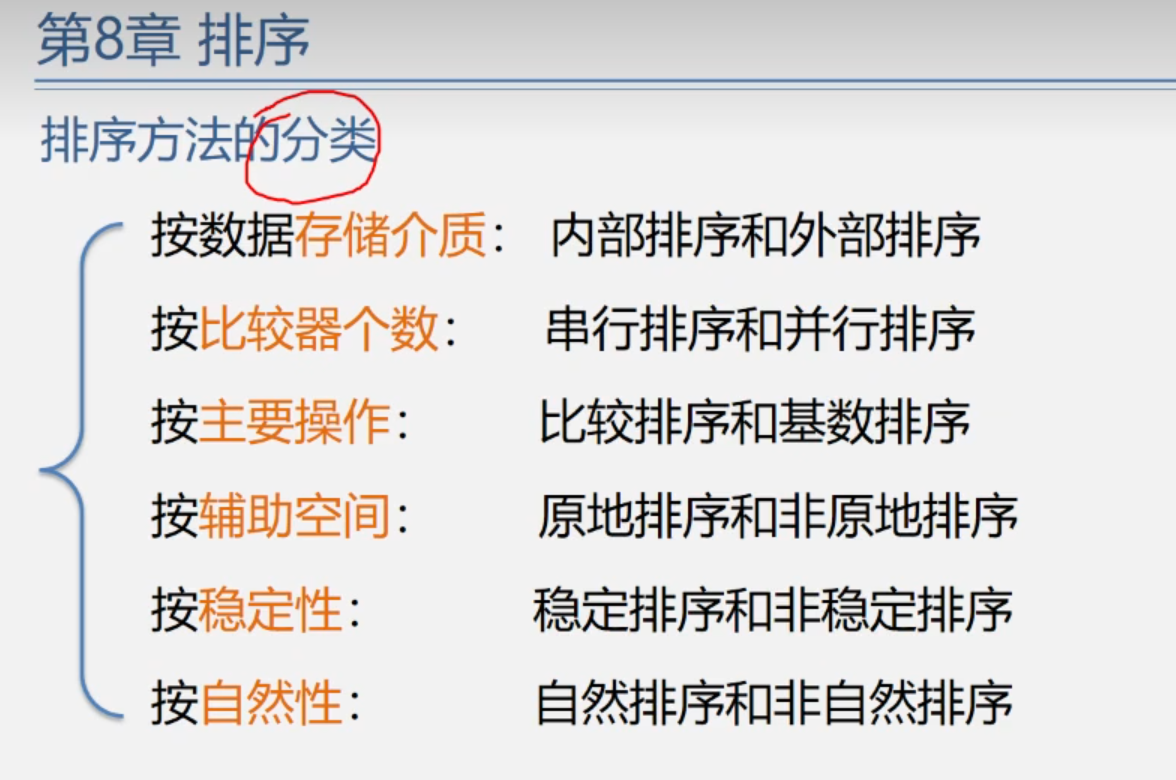 第8章 排序
排序方法的分类
按数据存储介质： 内部排序和外部排序
按比较器个数： 串行排序和并行排序
按主要操作： 比较排序和基数排序
按辅助空间： 原地排序和非原地排序
按稳定性： 稳定排序和非稳定排序
按自然性： 自然排序和非自然排序